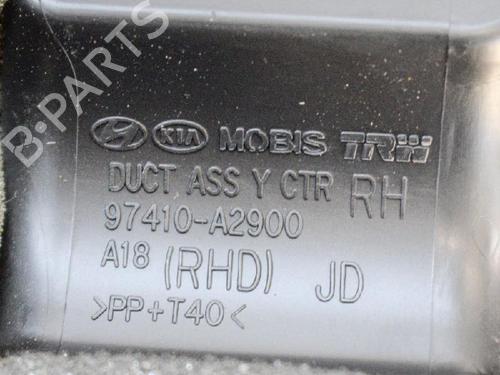 B-PARTS
KIA MOBIS TRW
DUCT ASS Y CTR RH
97410-A2900
A18 (RHD) JD
>PP+T40<